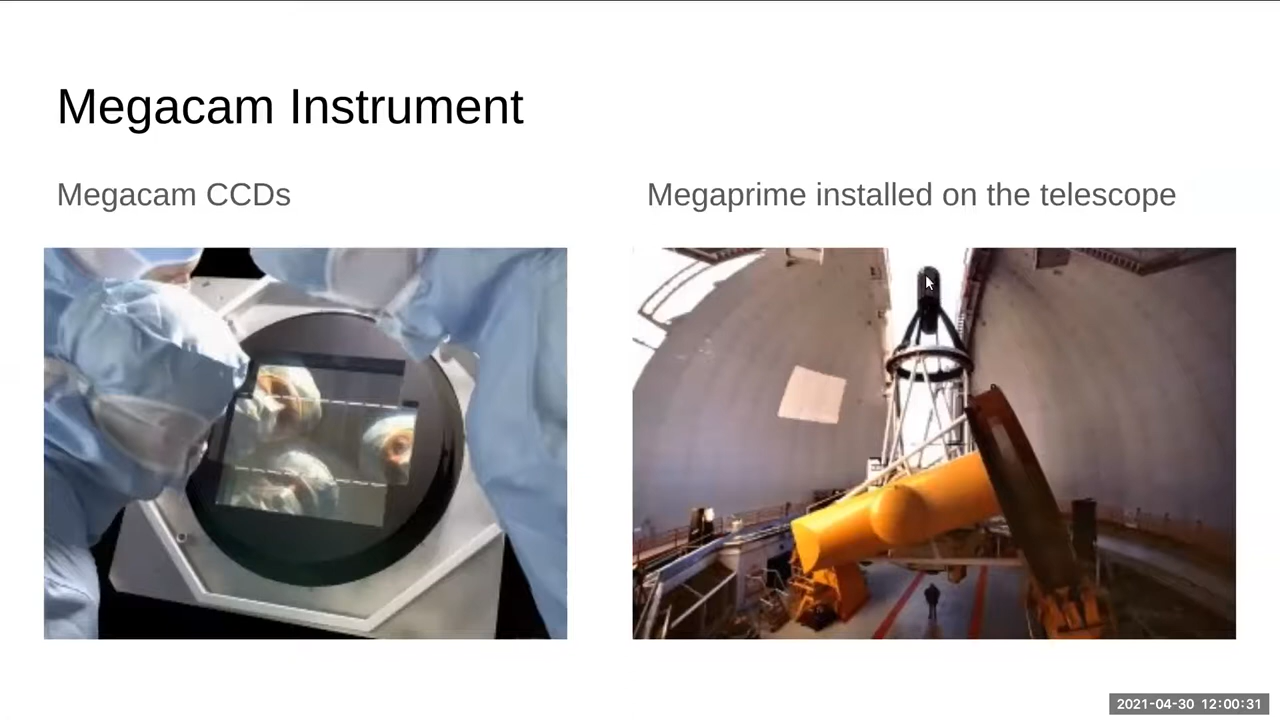 Megacam Instrument
Megacam CCDs
Megaprime installed on the telescope
2021-04-30 12:00:31